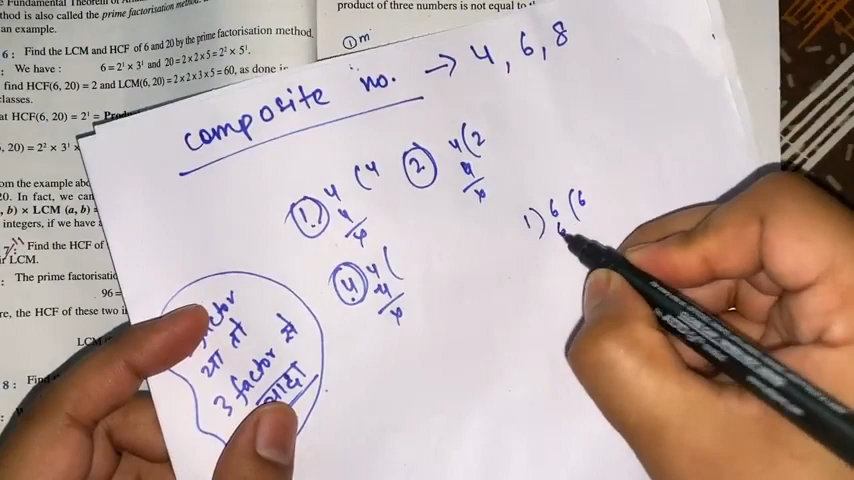 Fundamental Theorem of
thod is also called the prime factorisation method.
an example.
6 : Find the LCM and HCF of 6 and 20 by the prime factorisation method.
: We have : 6 = 2¹ × 3¹ and 20 = 2 × 2 × 5 = 2² × 5¹.
find HCF(6, 20) = 2 and LCM(6, 20) = 2 × 2 × 3 × 5 = 60, as done in
classes.
at HCF(6, 20) = 2¹ =
, 20) = 2² × 3¹ ×
om the example
20. In fact, we can
, b) × LCM (a, b) =
integers, if we have
Find the HCF of
LCM.
The prime factorisatio
96 =
re, the HCF of these two i
LCM
8 : Find
product of three numbers is not equal to
① m
composite no. → 4, 6, 8
① 4 (4
4
×
② 4 (2
4
×
④ 4 (
4
×
1) 6 (6
6
factor
या तो
3 factor से
ज्यादा